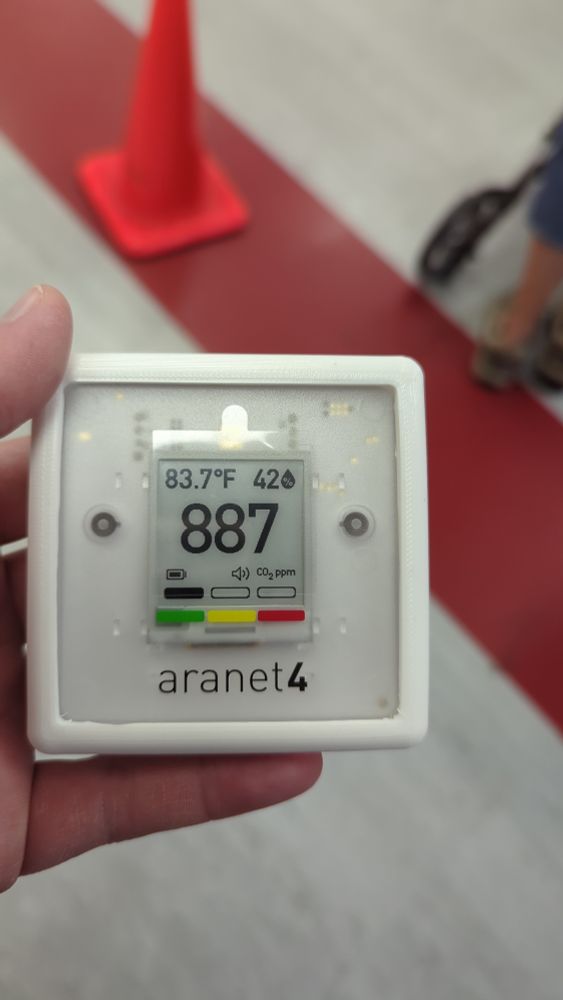 83.7°F 42%
887
CO₂ ppm
aranet4